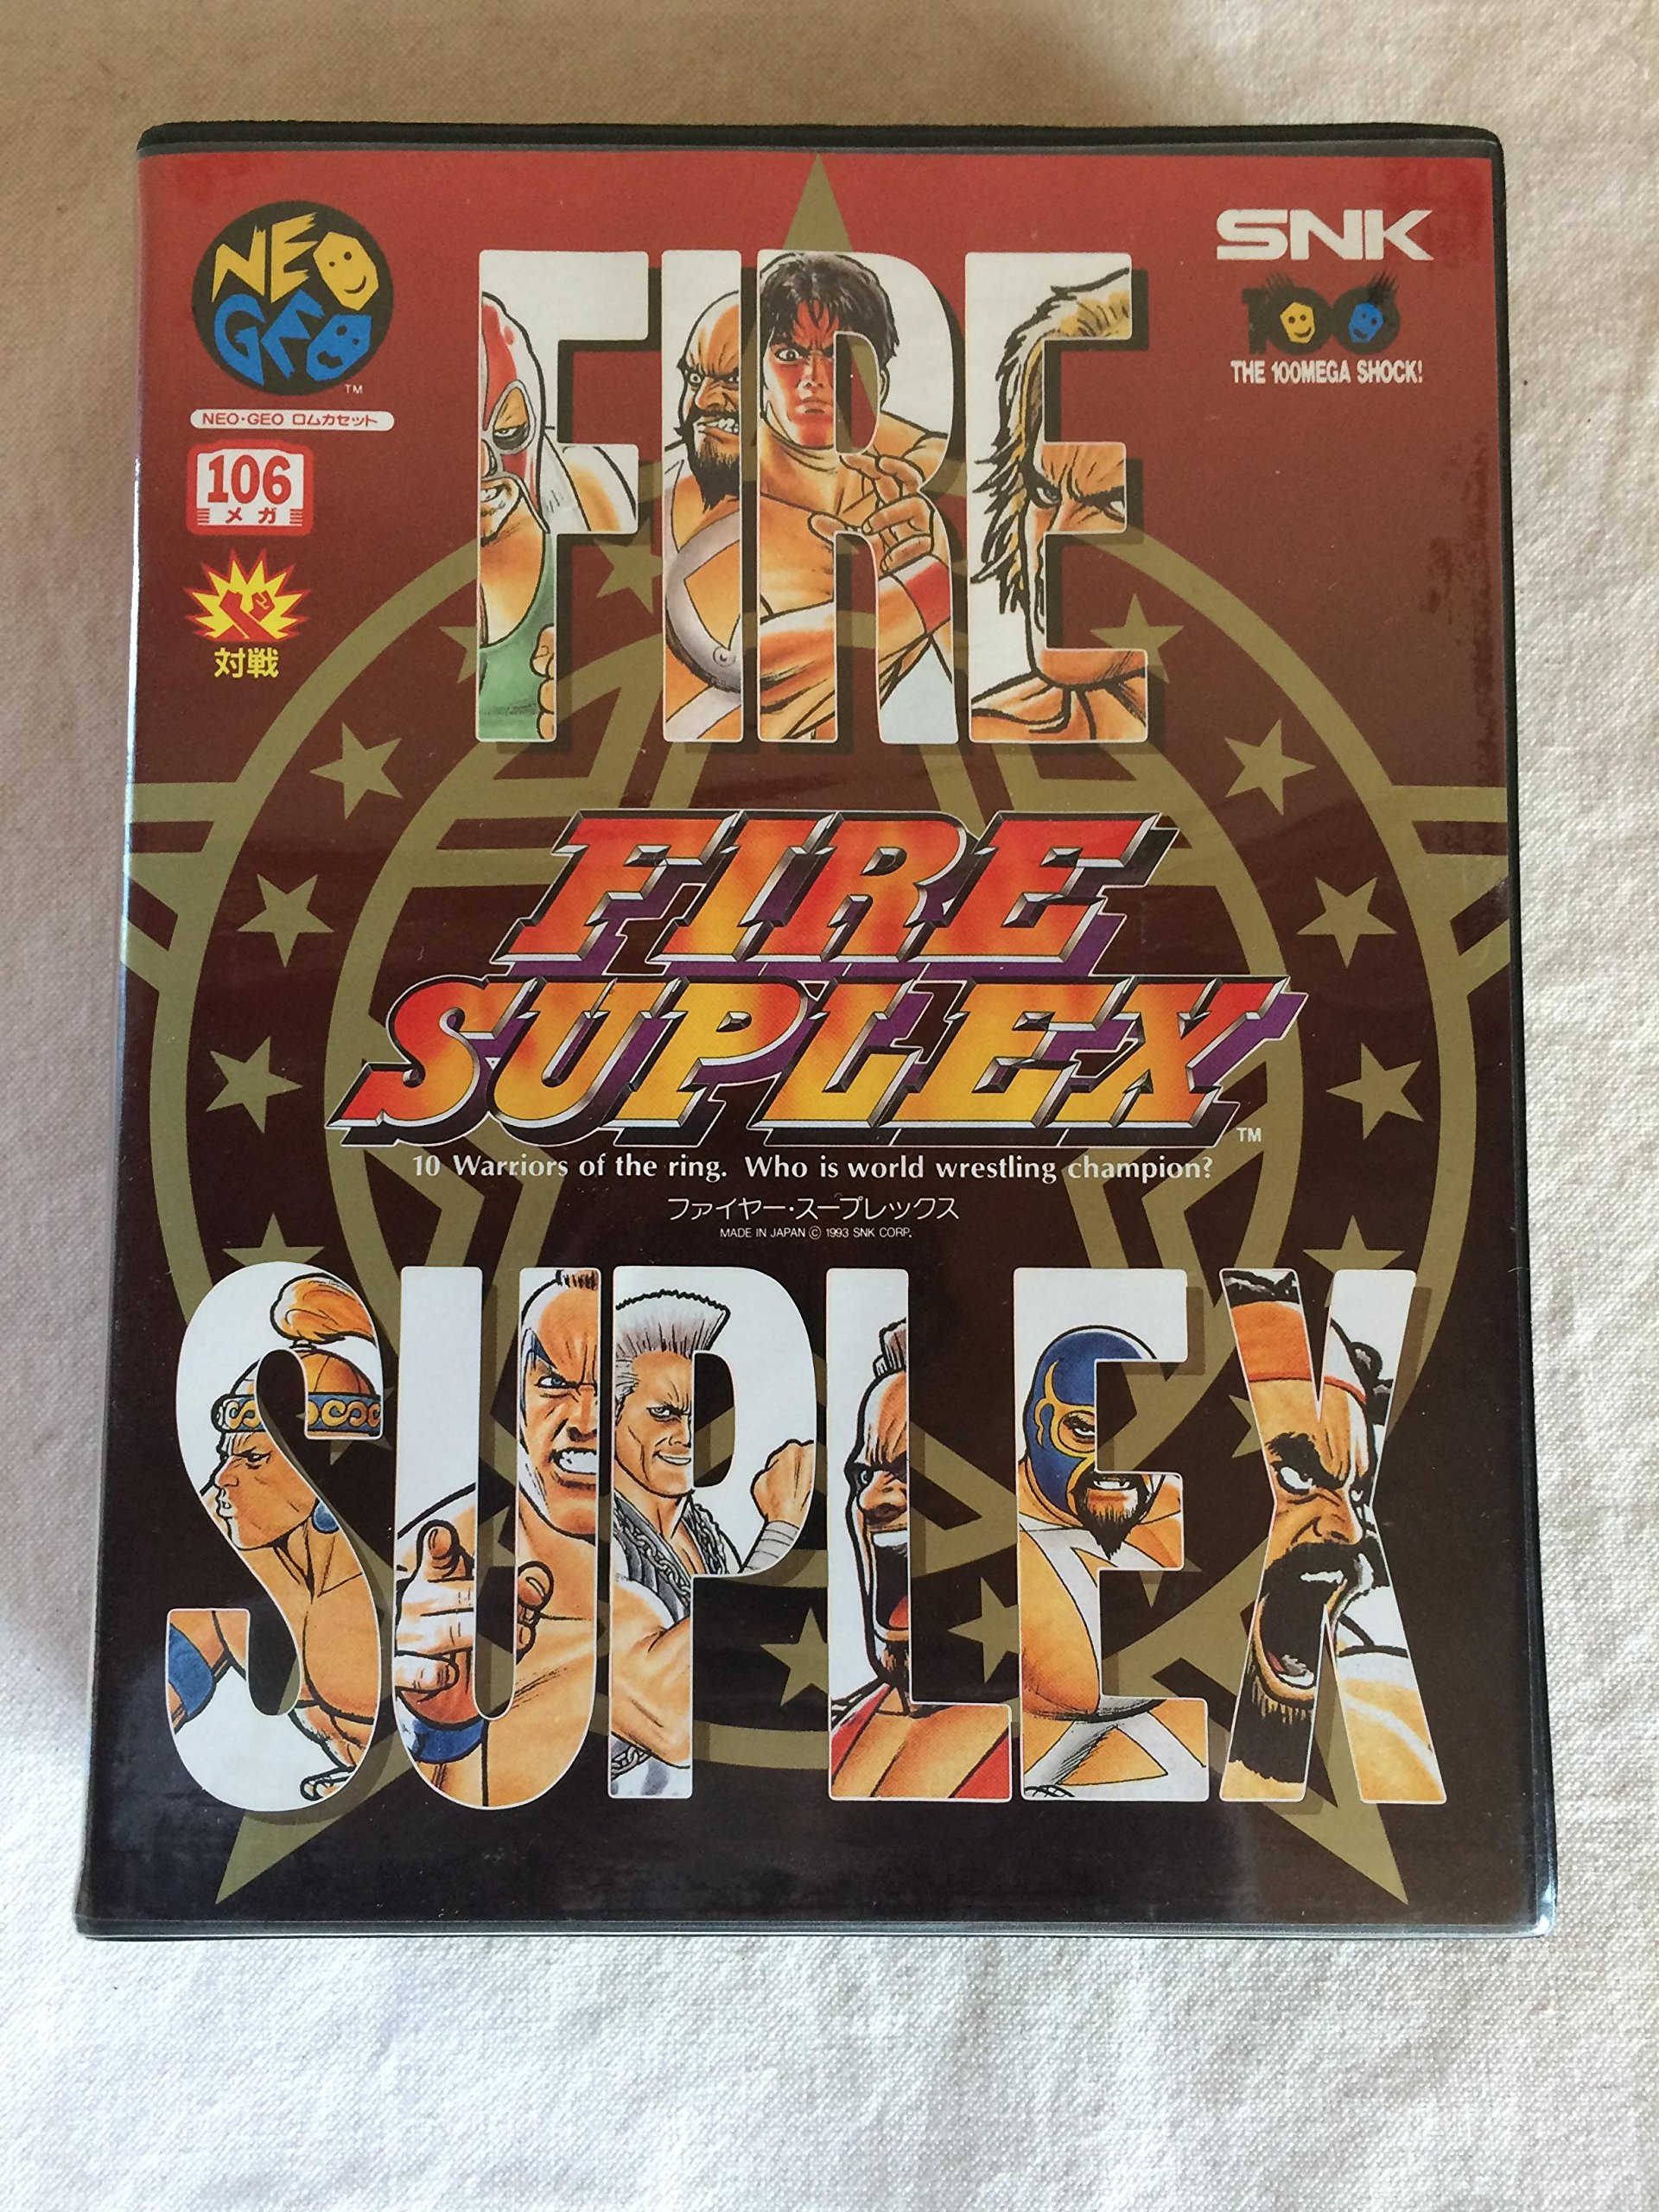 NEO
GEO
TM
NEO・GEO ロムカセット
106
メガ
対戦
SNK
100
THE 100MEGA SHOCK!
FIRE
FIRE
SUPLEX
TM
10 Warriors of the ring. Who is world wrestling champion?
ファイヤー・スープレックス
MADE IN JAPAN © 1993 SNK CORP.
SUPLEX